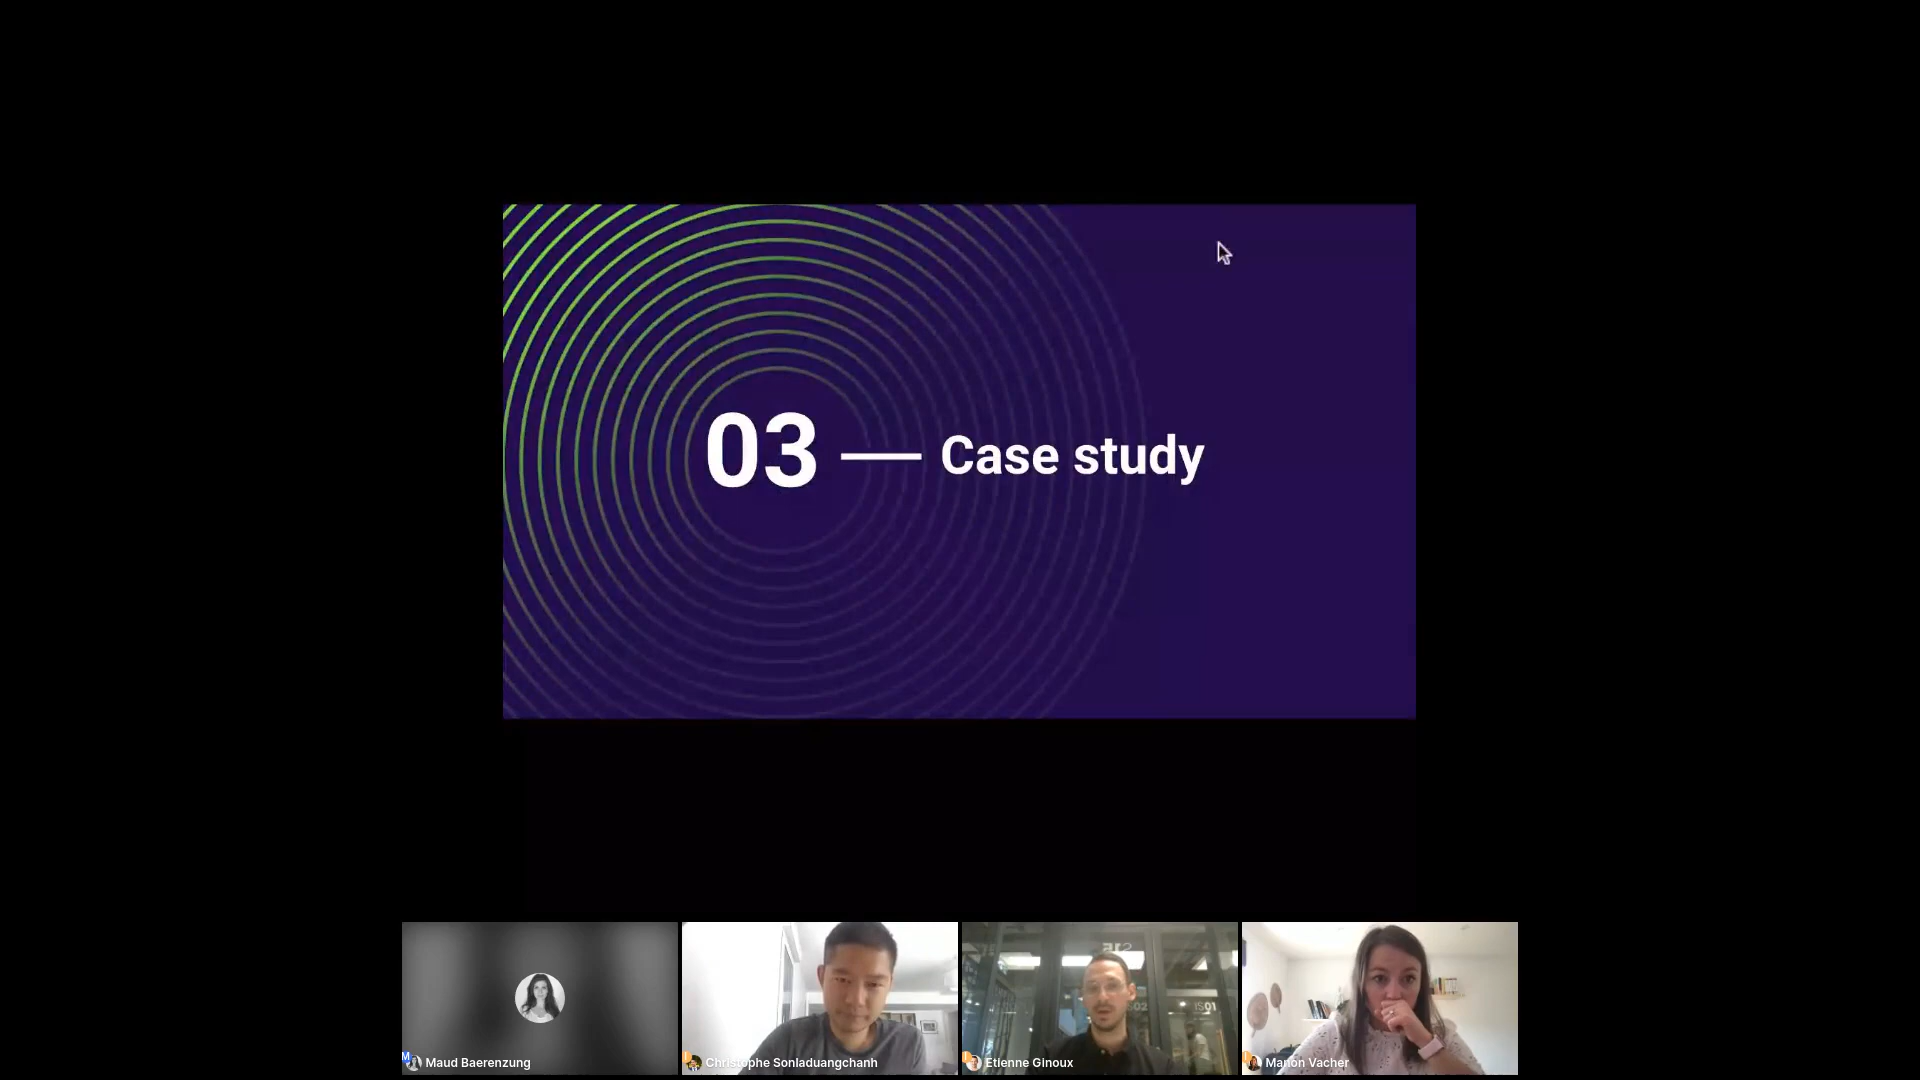 03 — Case study
Maud Baerenzung
Christophe Sonladuangchanh
Etienne Ginoux
Manon Vacher